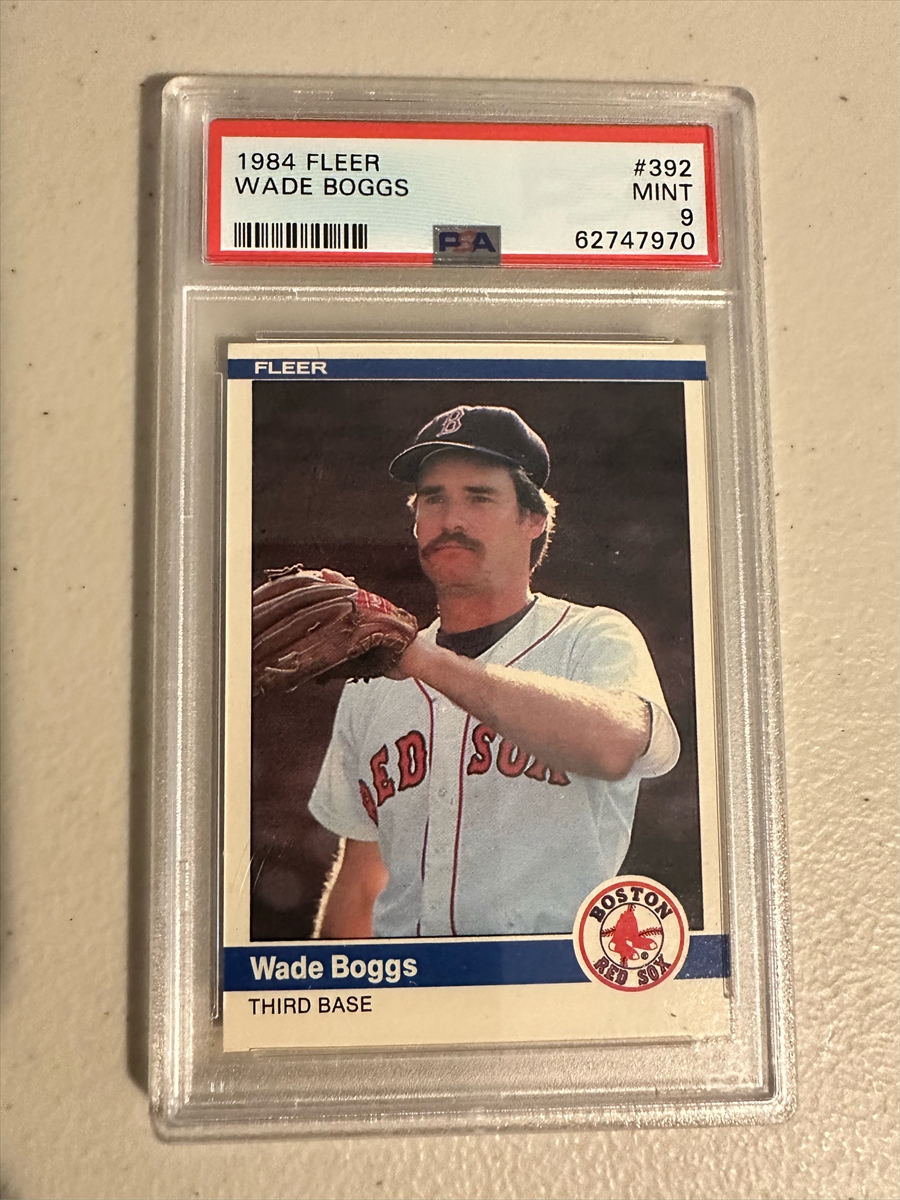 1984 FLEER
#392
WADE BOGGS
MINT
9
62747970
PSA
FLEER
B
RED SOX
BOSTON
RED SOX
®
Wade Boggs
THIRD BASE